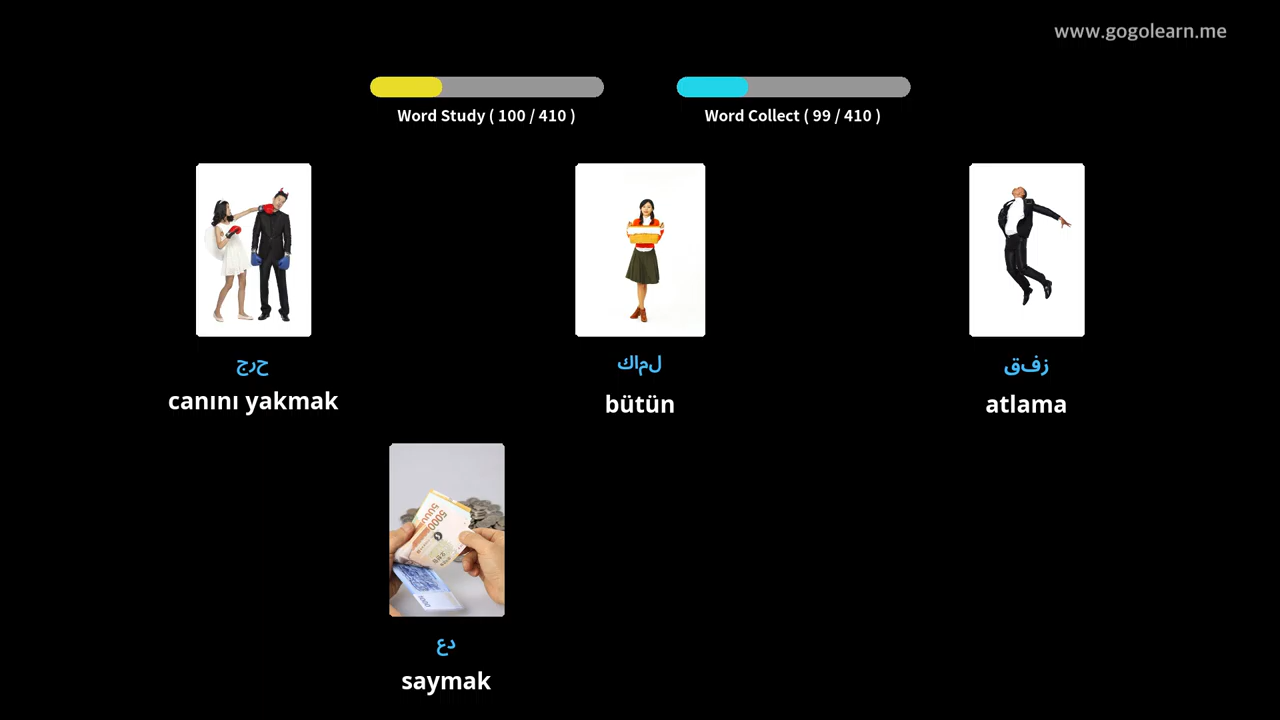 www.gogolearn.me
Word Study ( 100 / 410 )
Word Collect ( 99 / 410 )
حرج
canını yakmak
لماك
bütün
زفق
atlama
دع
saymak